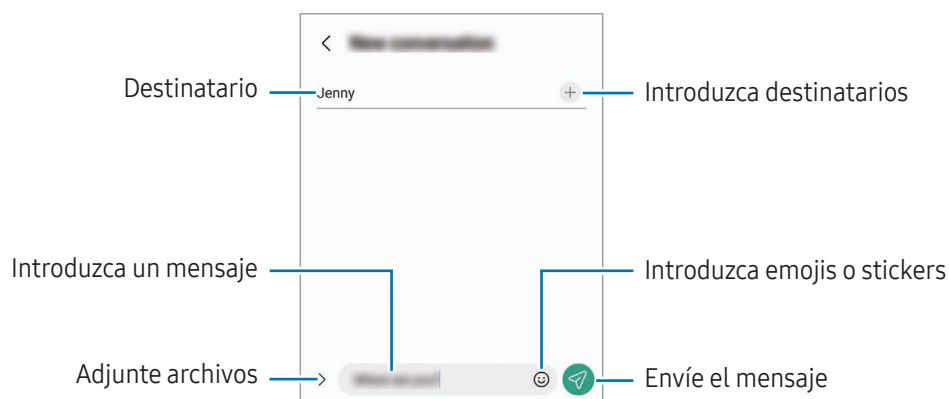 Destinatario
Jenny
Introduzca destinatarios
Introduzca un mensaje
Introduzca emojis o stickers
Adjunte archivos
Envíe el mensaje